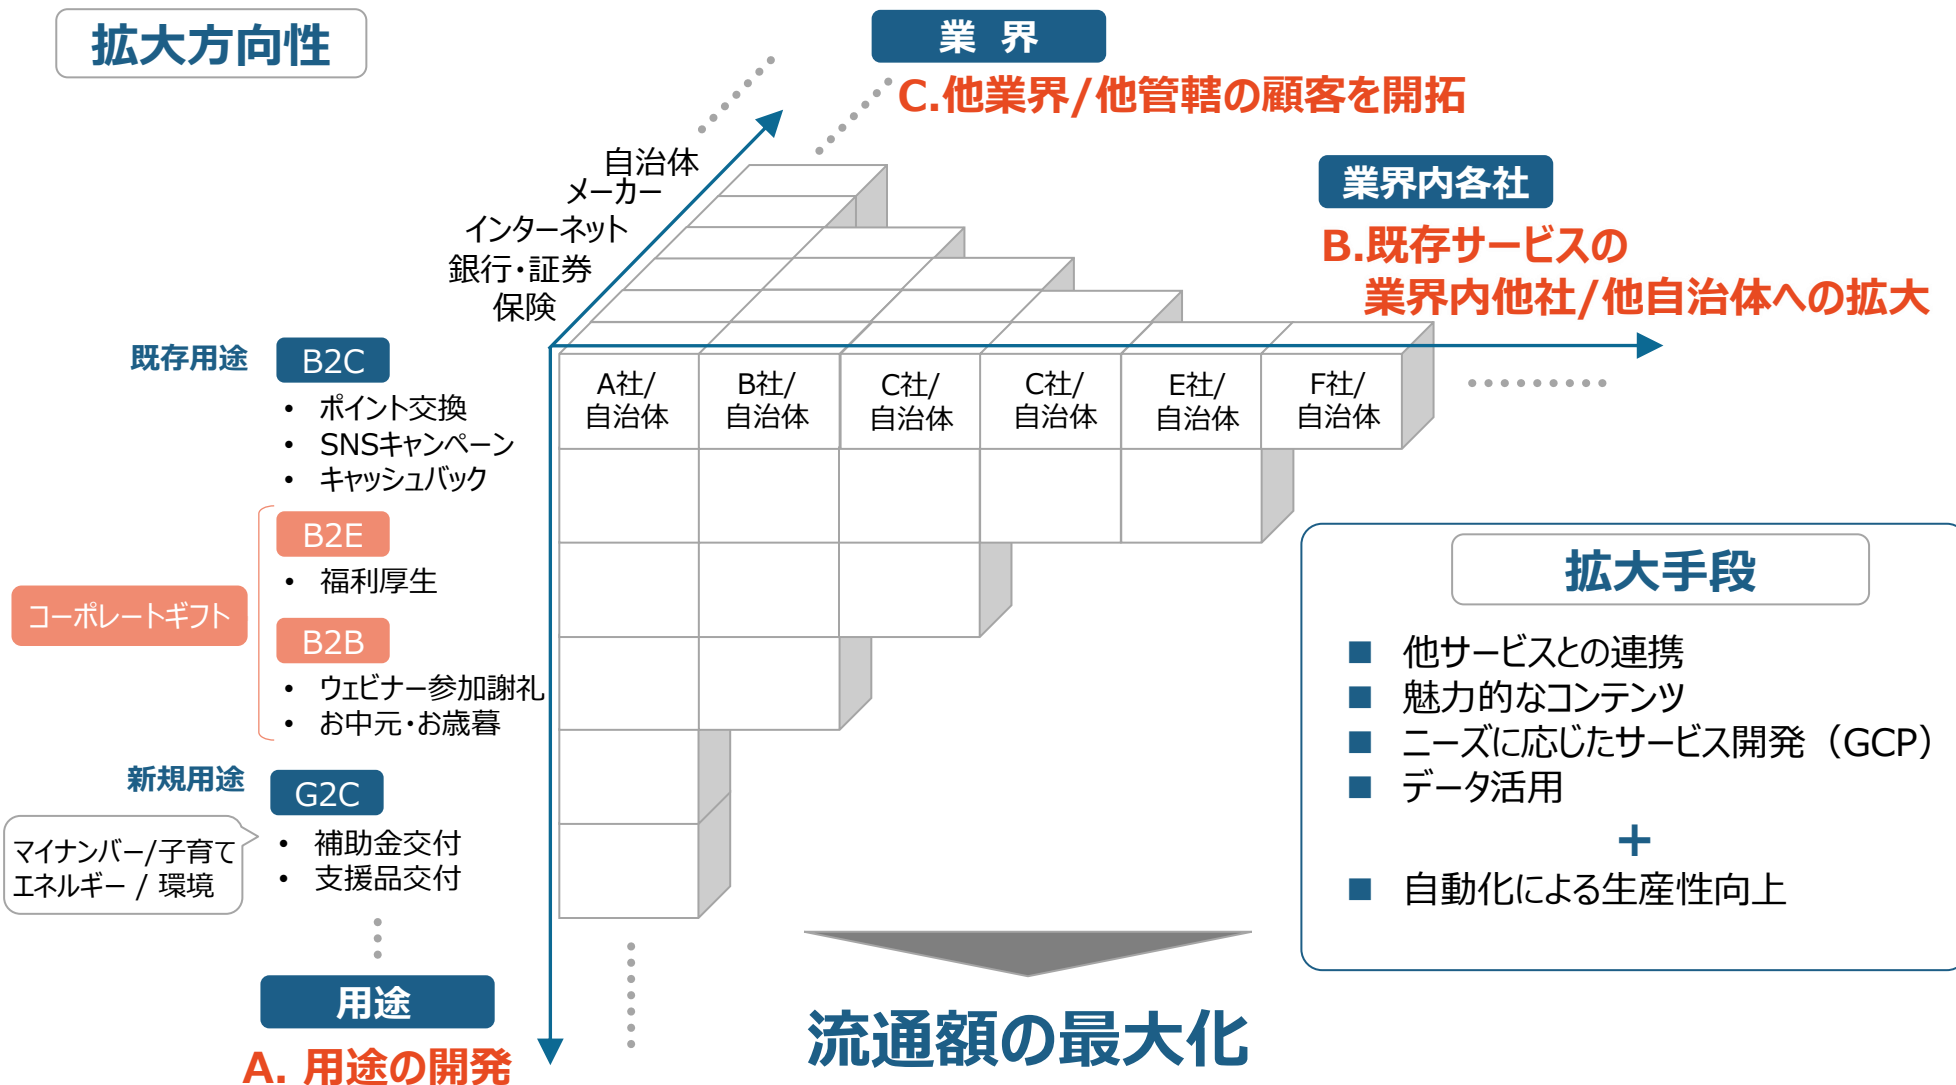 拡大方向性
業 界
C.他業界/他管轄の顧客を開拓
自治体
メーカー
インターネット
銀行・証券
保険
業界内各社
B.既存サービスの
業界内他社/他自治体への拡大
既存用途
B2C
• ポイント交換
• SNSキャンペーン
• キャッシュバック
A社/
自治体
B社/
自治体
C社/
自治体
C社/
自治体
E社/
自治体
F社/
自治体
コーポレートギフト
B2E
• 福利厚生
B2B
• ウェビナー参加謝礼
• お中元・お歳暮
新規用途
G2C
• 補助金交付
• 支援品交付
マイナンバー/子育て
エネルギー / 環境
用途
A. 用途の開発
拡大手段
■ 他サービスとの連携
■ 魅力的なコンテンツ
■ ニーズに応じたサービス開発（GCP）
■ データ活用
+
■ 自動化による生産性向上
流通額の最大化